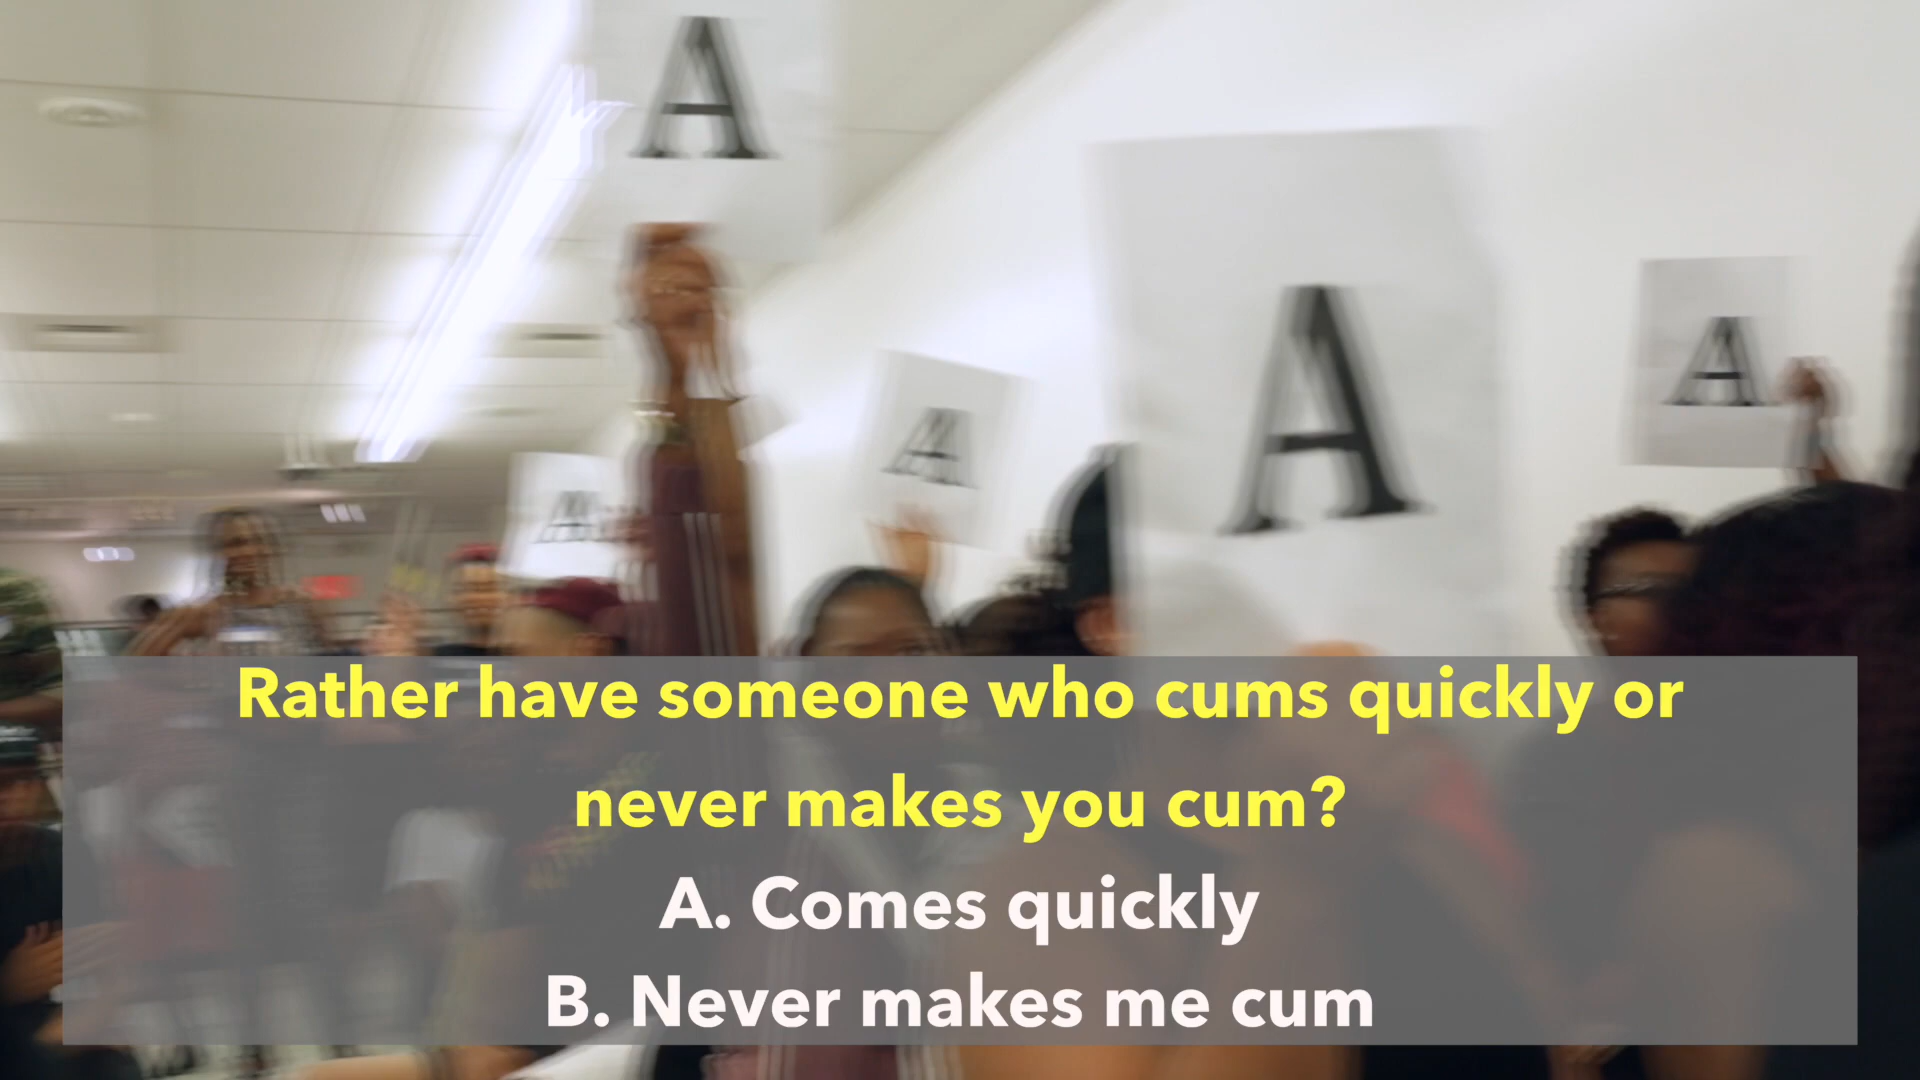 A
A
A
A
A
Rather have someone who cums quickly or
never makes you cum?
A. Comes quickly
B. Never makes me cum